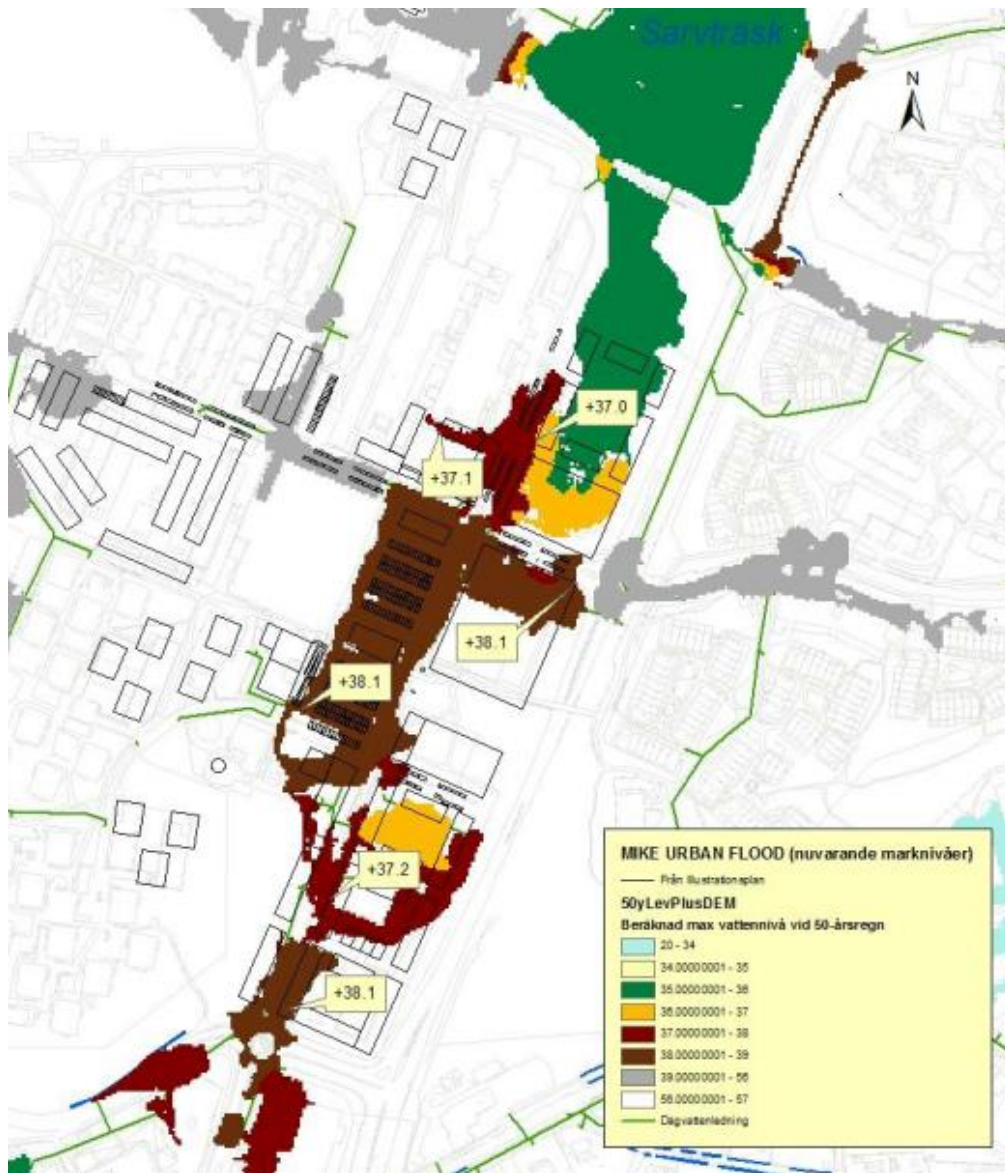 Sarvträsk
N
+37.0
+37.1
+38.1
+38.1
+37.2
+38.1
MIKE URBAN FLOOD (nuvarande marknivåer)
Från illustrationsplan
50yLevPlusDEM
Beräknad max vattennivå vid 50-årsregn
20 - 34
34.00000001 - 35
35.00000001 - 36
36.00000001 - 37
37.00000001 - 38
38.00000001 - 39
39.00000001 - 56
56.00000001 - 57
Dagvattenledning